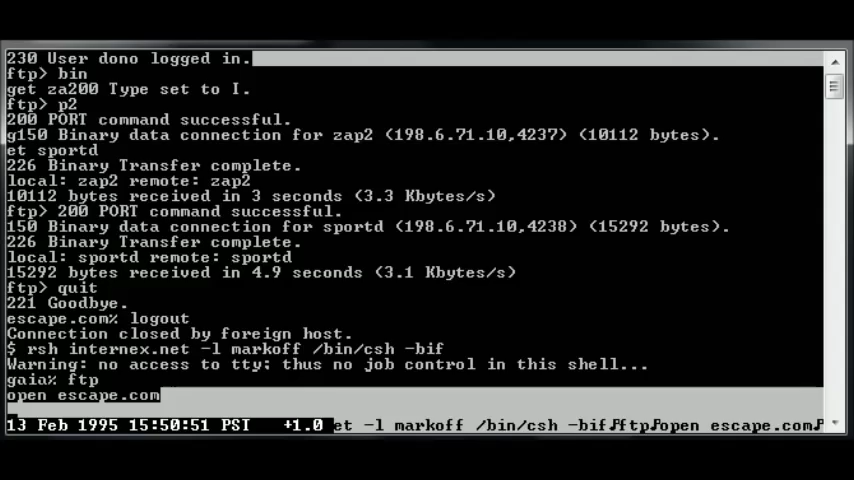 230 User dono logged in.
ftp> bin
get za200 Type set to I.
ftp> p2
200 PORT command successful.
g150 Binary data connection for zap2 (198.6.71.10,4237) (10112 bytes).
et sportd
226 Binary Transfer complete.
local: zap2 remote: zap2
10112 bytes received in 3 seconds (3.3 Kbytes/s)
ftp> 200 PORT command successful.
150 Binary data connection for sportd (198.6.71.10,4238) (15292 bytes).
226 Binary Transfer complete.
local: sportd remote: sportd
15292 bytes received in 4.9 seconds (3.1 Kbytes/s)
ftp> quit
221 Goodbye.
escape.com% logout
Connection closed by foreign host.
$ rsh internex.net -l markoff /bin/csh -bif
Warning: no access to tty; thus no job control in this shell...
gaia% ftp
open escape.com
13 Feb 1995 15:50:51 PST +1.0 et -l markoff /bin/csh -bif♪ftp♪open escape.com♪